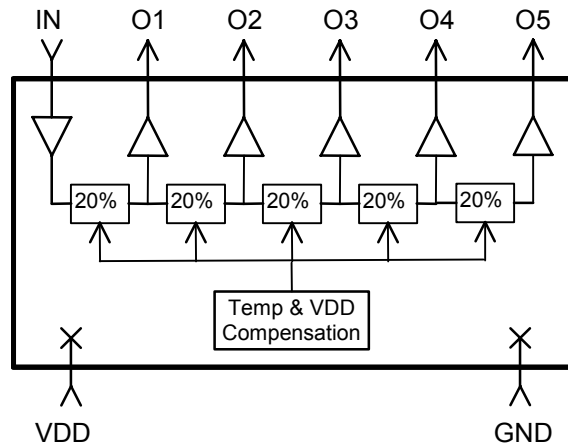 IN O1 O2 O3 O4 O5
20% 20% 20% 20% 20%
Temp & VDD
Compensation
VDD GND